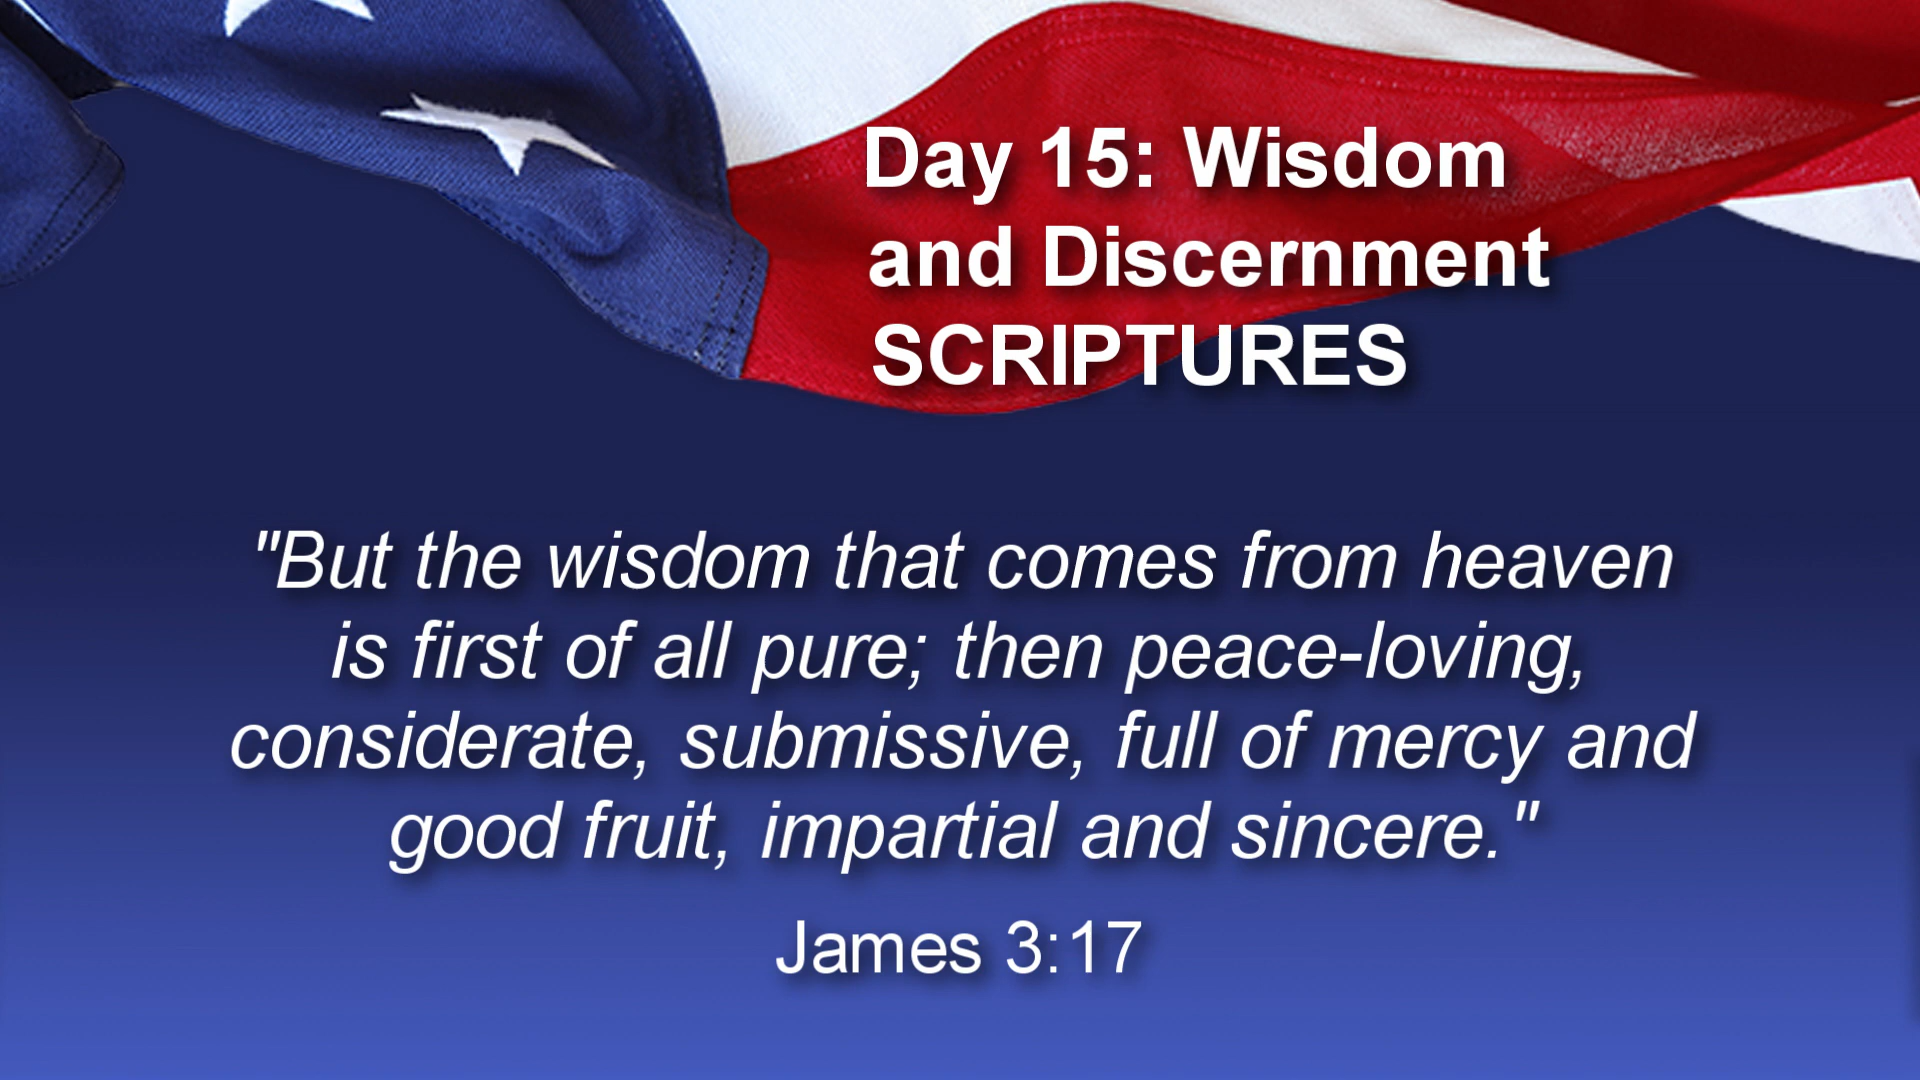 Day 15: Wisdom
and Discernment
SCRIPTURES
"But the wisdom that comes from heaven
is first of all pure; then peace-loving,
considerate, submissive, full of mercy and
good fruit, impartial and sincere."
James 3:17